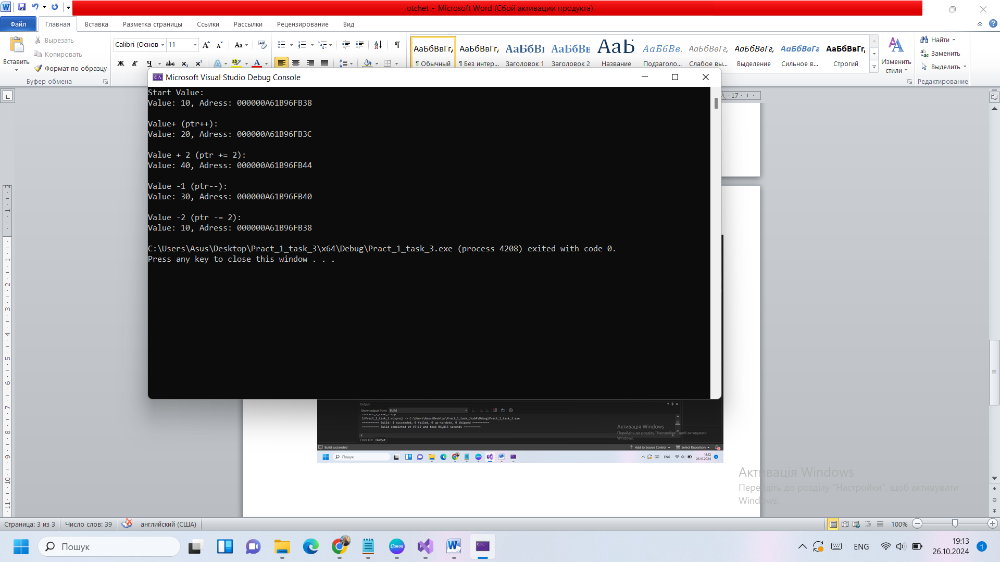 otchet - Microsoft Word (Сбой активации продукта)
Файл Главная Вставка Разметка страницы Ссылки Рассылки Рецензирование Вид
Вставить
Вырезать
Копировать
Формат по образцу
Буфер обмена
Calibri (Основ 11
Ж К Ч abc x₂ x²
АаБбВвГг, АаБбВвГг, АаБбВі АаБбВв АаБ АаБбВв. АаБбВвГг, АаБбВвГг, АаБбВвГг АаБбВвГг,
¶ Обычный ¶ Без интер... Заголовок 1 Заголовок 2 Название Подзаголо... Слабое вы... Выделение Сильное в... Строгий
Изменить стили
Найти
Заменить
Выделить
Редактирование
Microsoft Visual Studio Debug Console
Start Value:
Value: 10, Adress: 000000A61B96FB38
Value+ (ptr++):
Value: 20, Adress: 000000A61B96FB3C
Value + 2 (ptr += 2):
Value: 40, Adress: 000000A61B96FB44
Value -1 (ptr--):
Value: 30, Adress: 000000A61B96FB40
Value -2 (ptr -= 2):
Value: 10, Adress: 000000A61B96FB38
C:\Users\Asus\Desktop\Pract_1_task_3\x64\Debug\Pract_1_task_3.exe (process 4208) exited with code 0.
Press any key to close this window . . .
Output
Show output from: Build
1>Pract_1_task_3.cpp
1>Pract_1_task_3.vcxproj -> C:\Users\Asus\Desktop\Pract_1_task_3\x64\Debug\Pract_1_task_3.exe
========== Build: 1 succeeded, 0 failed, 0 up-to-date, 0 skipped ==========
========== Build completed at 19:12 and took 04,813 seconds ==========
Активація Windows
Перейдіть до розділу "Настройки", щоб активувати
Windows.
Error List Output
Build succeeded Add to Source Control Select Repository
Пошук ENG 19:12
26.10.2024
Активація Windows
Перейдіть до розділу "Настройки", щоб активувати
Windows.
Страница: 3 из 3 Число слов: 39 английский (США) 100%
Пошук ENG 19:13
26.10.2024 1